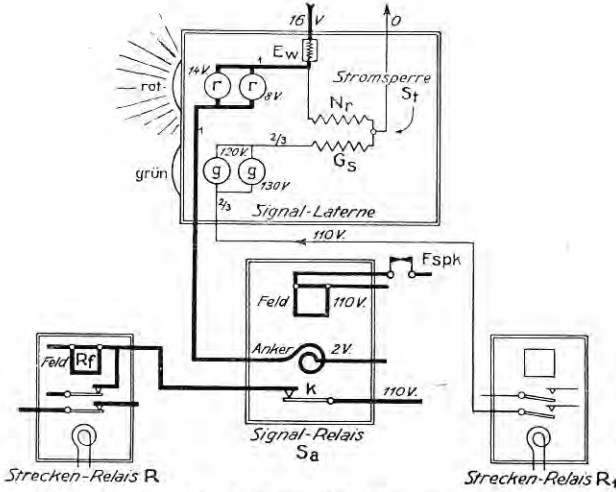 16 V O
Ew
Stromsperre
St
14V. 1
r r
8V.
rot
Nr
1
2/3
Gs
120V.
g g
130V
grün
2/3
Signal-Laterne
110V.
Fspk
Feld 110V.
Anker 2V.
Feld Rf
K 110V.
Signal-Relais
Sa
Strecken-Relais R
Strecken-Relais R